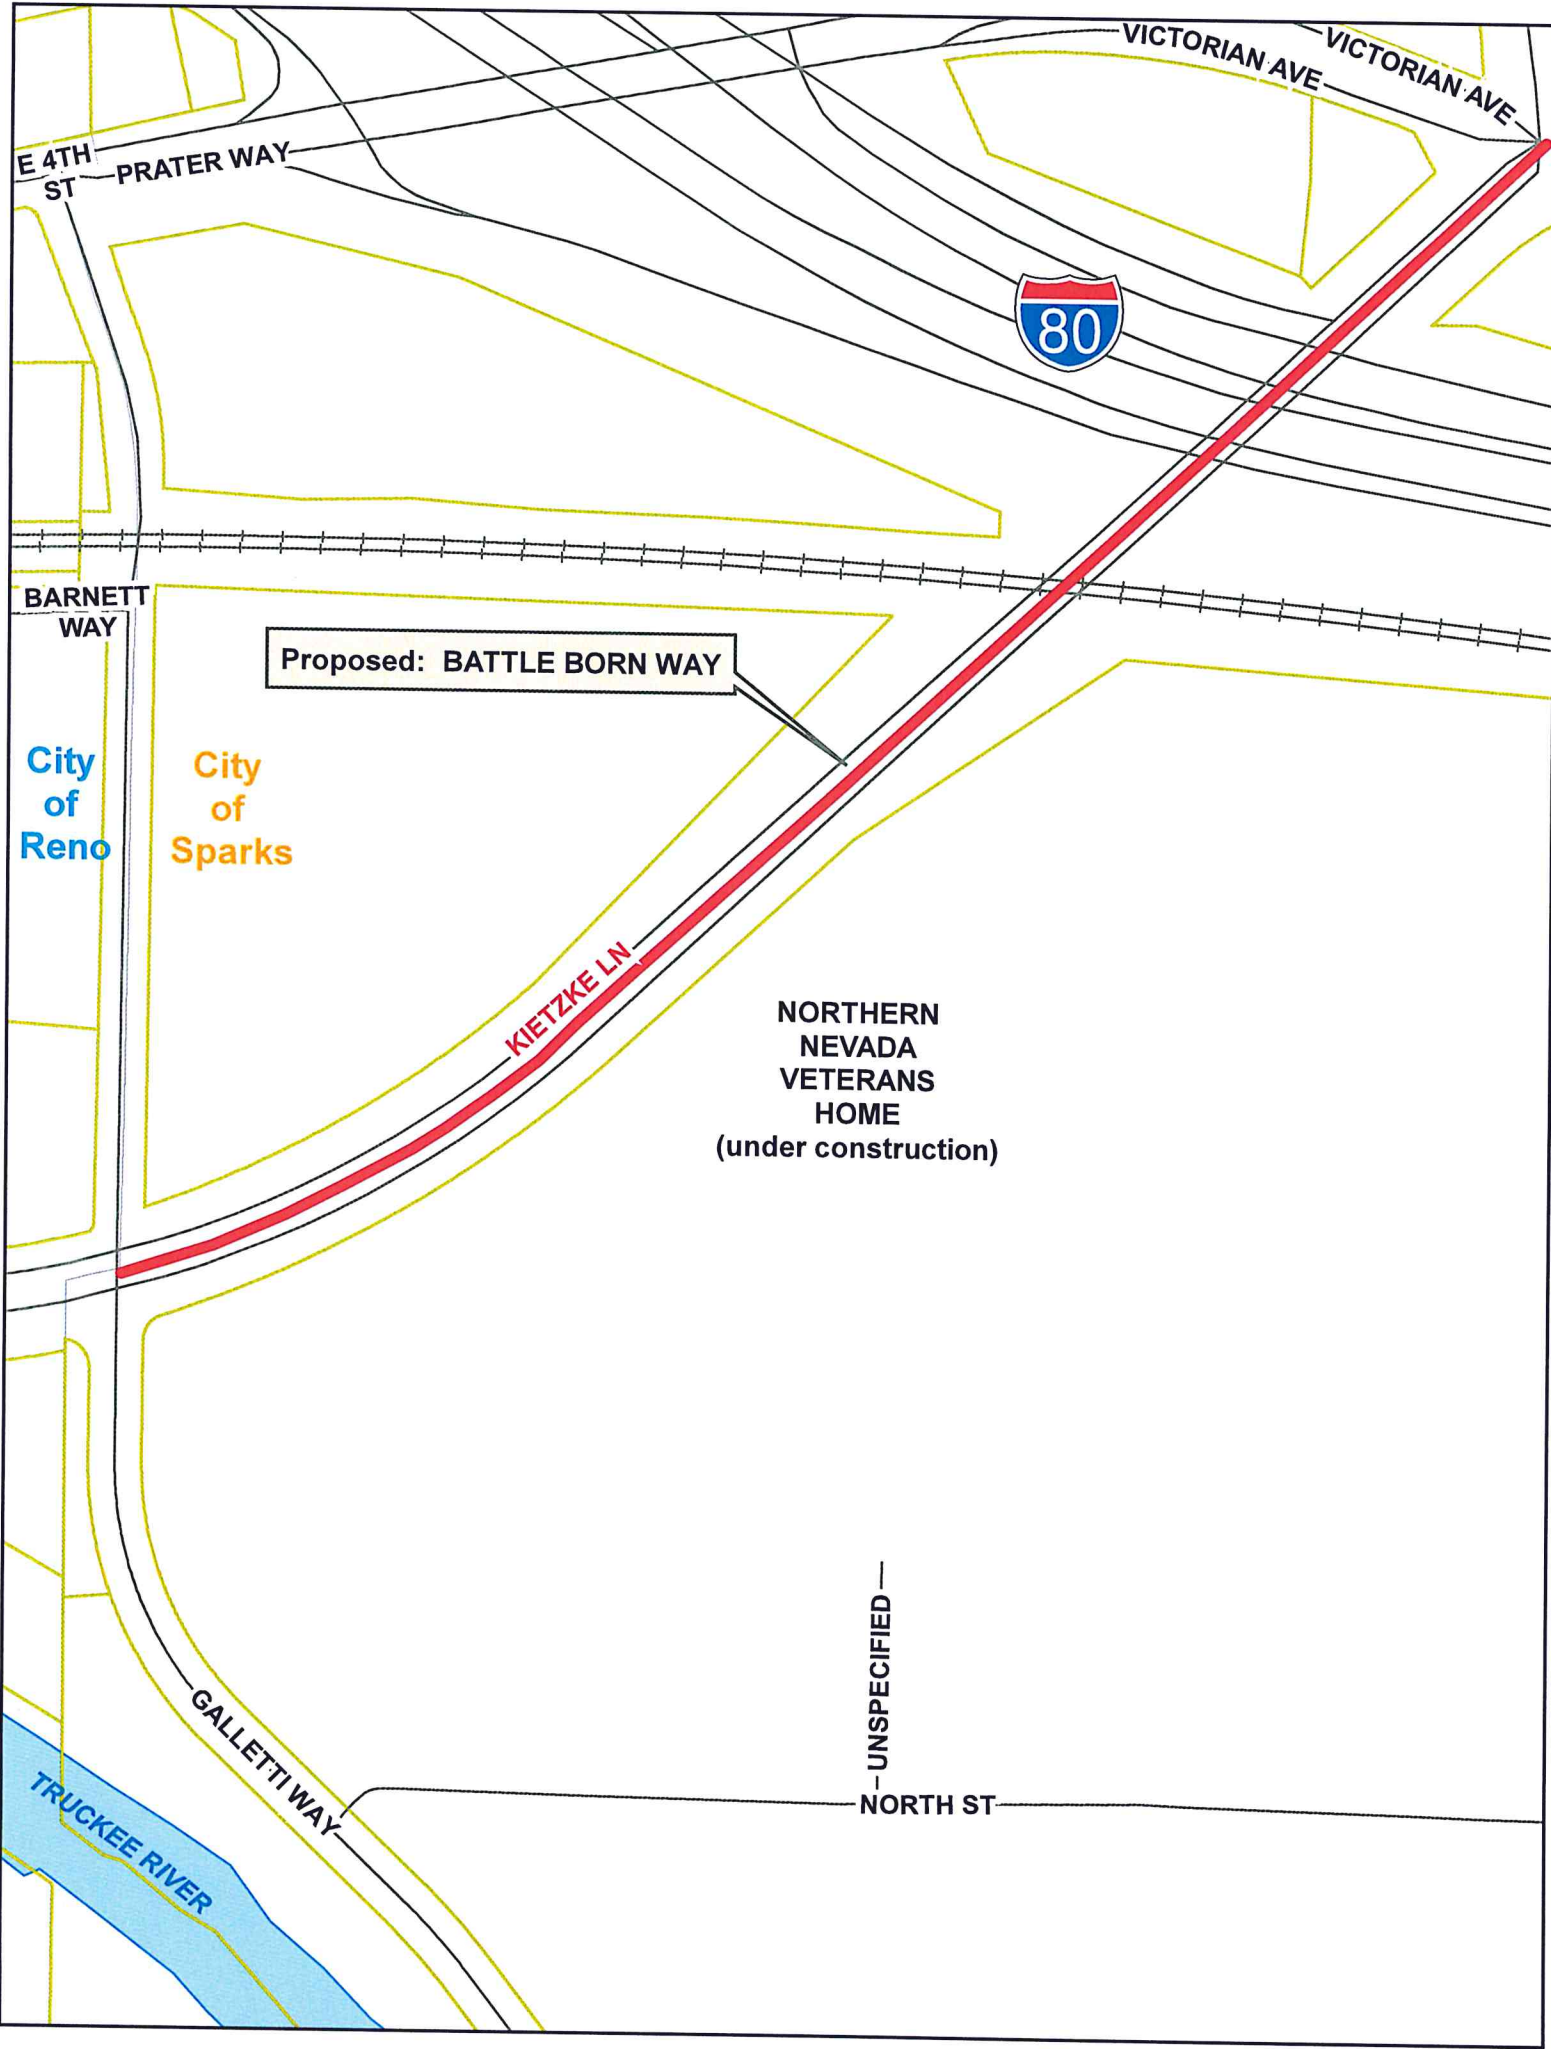 VICTORIAN AVE
VICTORIAN AVE
E 4TH
ST
PRATER WAY
80
BARNETT
WAY
Proposed: BATTLE BORN WAY
City
of
Reno
City
of
Sparks
KIETZKE LN
NORTHERN
NEVADA
VETERANS
HOME
(under construction)
UNSPECIFIED
GALLETTI WAY
NORTH ST
TRUCKEE RIVER